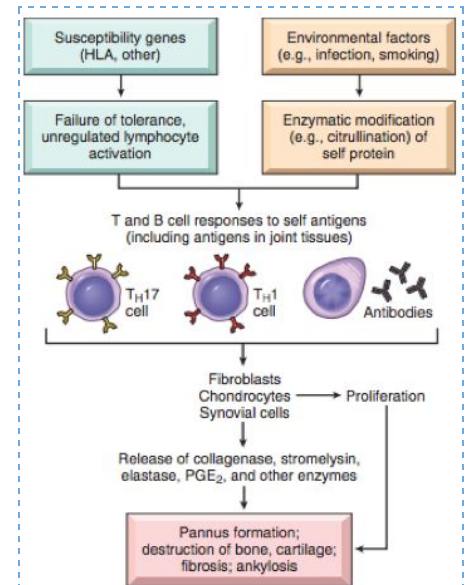 Susceptibility genes
(HLA, other)
Environmental factors
(e.g., infection, smoking)
Failure of tolerance,
unregulated lymphocyte
activation
Enzymatic modification
(e.g., citrullination) of
self protein
T and B cell responses to self antigens
(including antigens in joint tissues)
TH17
cell
TH1
cell
Antibodies
Fibroblasts
Chondrocytes
Synovial cells
Proliferation
Release of collagenase, stromelysin,
elastase, PGE2, and other enzymes
Pannus formation;
destruction of bone, cartilage;
fibrosis; ankylosis